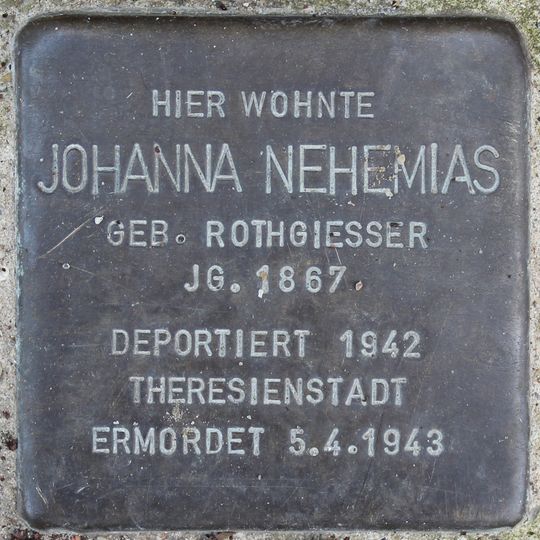 HIER WOHNTE
JOHANNA NEHEMIAS
GEB. ROTHGIESSER
JG. 1867
DEPORTIERT 1942
THERESIENSTADT
ERMORDET 5.4.1943